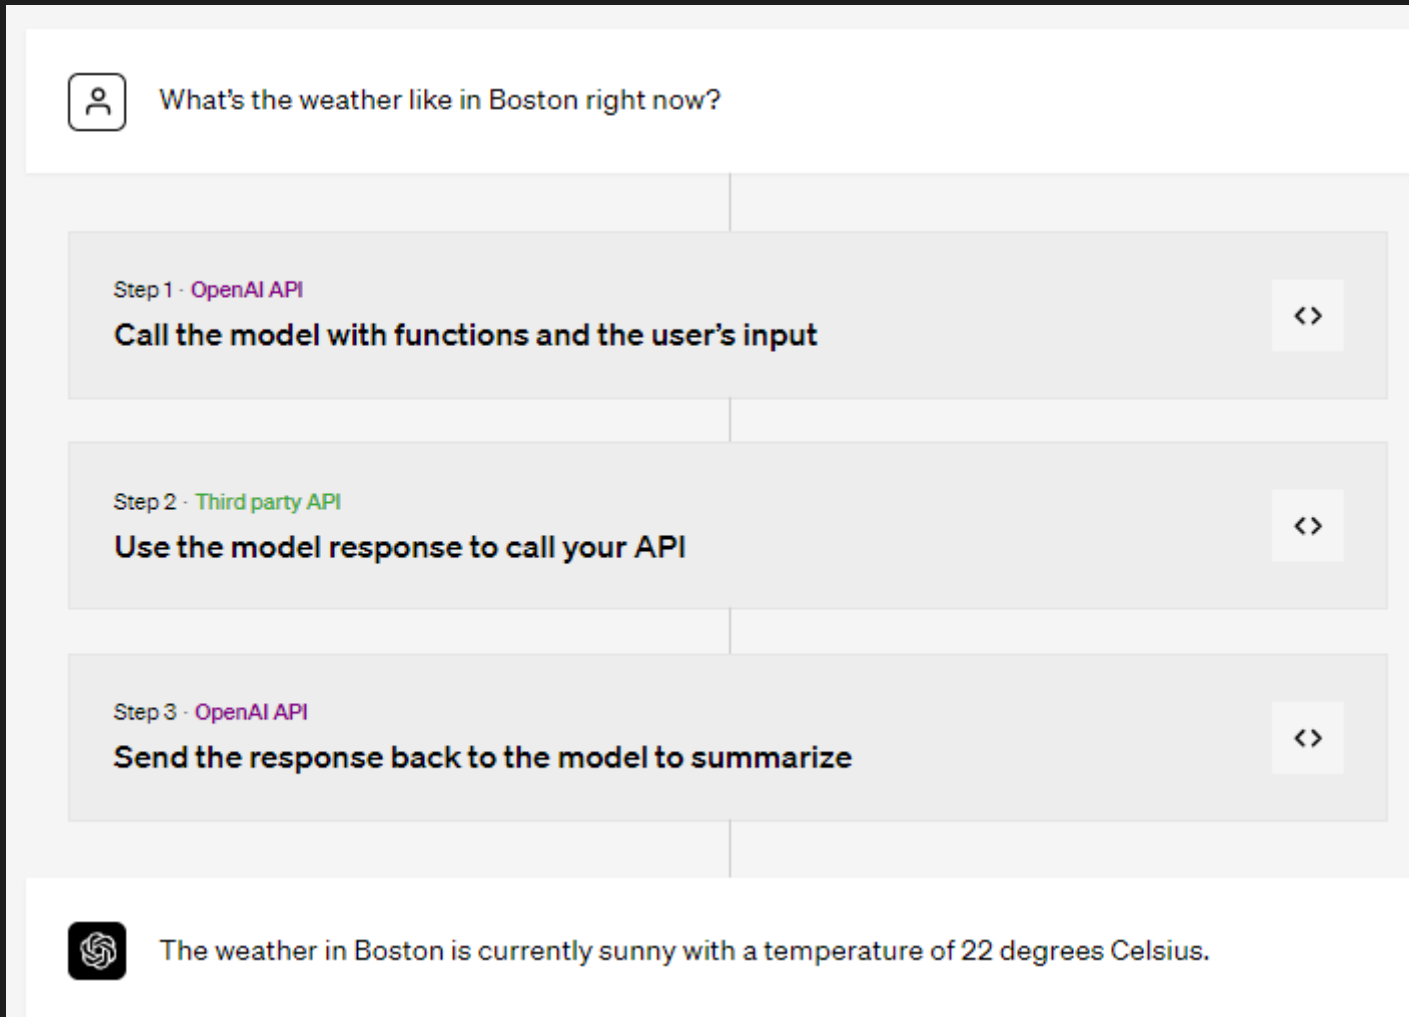 What's the weather like in Boston right now?
Step 1 · OpenAI API
Call the model with functions and the user's input
<>
Step 2 · Third party API
Use the model response to call your API
<>
Step 3 · OpenAI API
Send the response back to the model to summarize
<>
The weather in Boston is currently sunny with a temperature of 22 degrees Celsius.